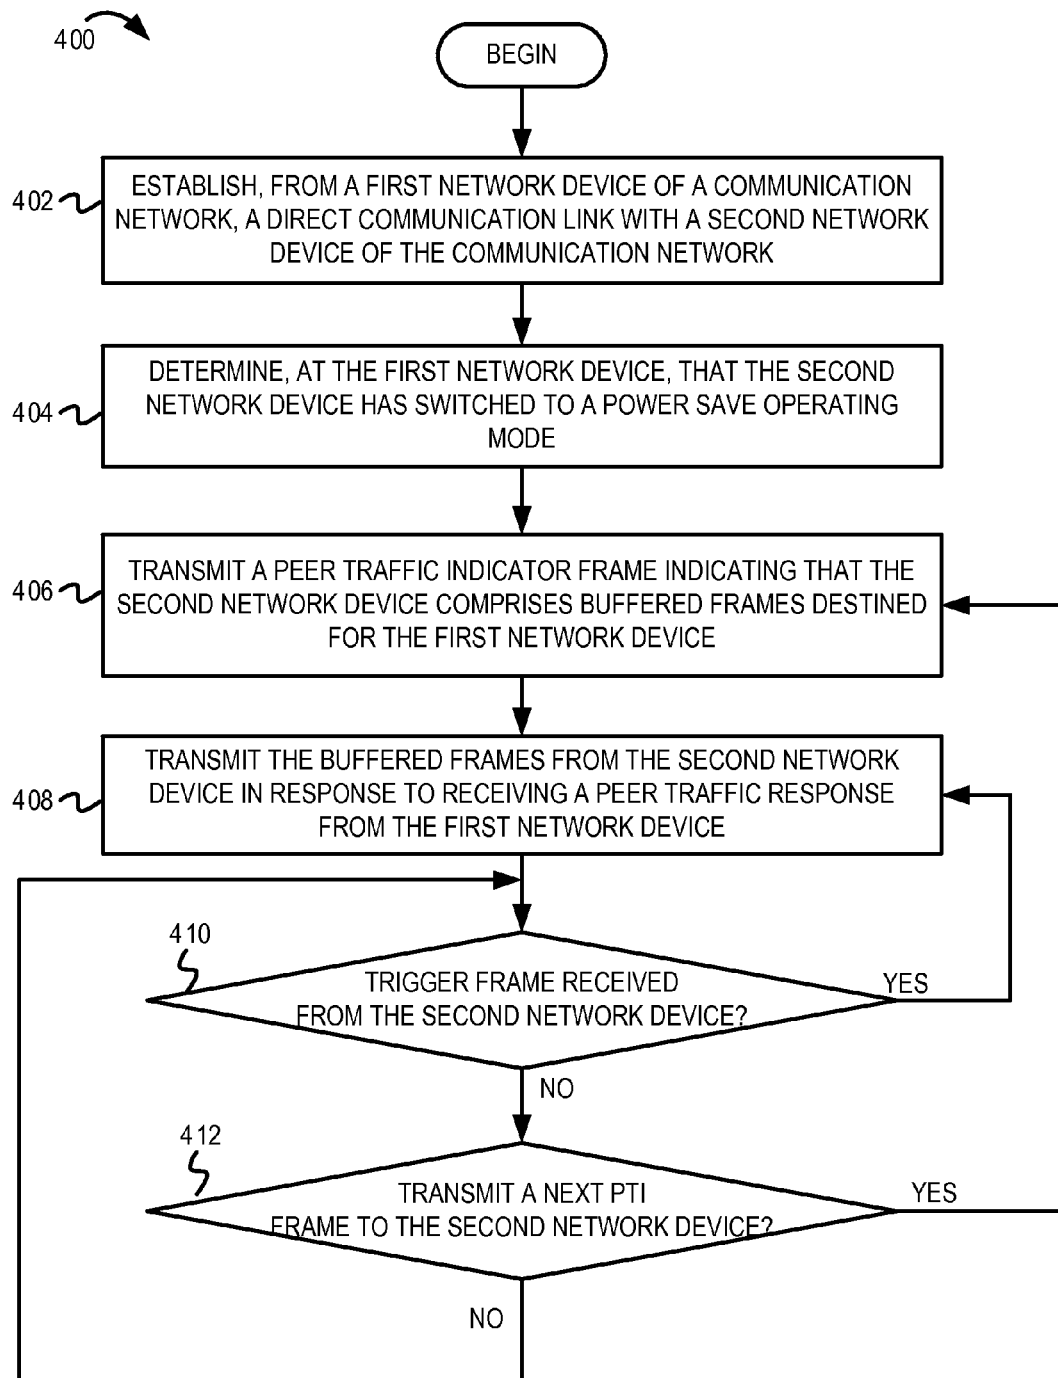 400
BEGIN
402
ESTABLISH, FROM A FIRST NETWORK DEVICE OF A COMMUNICATION
NETWORK, A DIRECT COMMUNICATION LINK WITH A SECOND NETWORK
DEVICE OF THE COMMUNICATION NETWORK
404
DETERMINE, AT THE FIRST NETWORK DEVICE, THAT THE SECOND
NETWORK DEVICE HAS SWITCHED TO A POWER SAVE OPERATING
MODE
406
TRANSMIT A PEER TRAFFIC INDICATOR FRAME INDICATING THAT THE
SECOND NETWORK DEVICE COMPRISES BUFFERED FRAMES DESTINED
FOR THE FIRST NETWORK DEVICE
408
TRANSMIT THE BUFFERED FRAMES FROM THE SECOND NETWORK
DEVICE IN RESPONSE TO RECEIVING A PEER TRAFFIC RESPONSE
FROM THE FIRST NETWORK DEVICE
410
TRIGGER FRAME RECEIVED
FROM THE SECOND NETWORK DEVICE?
YES
NO
412
TRANSMIT A NEXT PTI
FRAME TO THE SECOND NETWORK DEVICE?
YES
NO